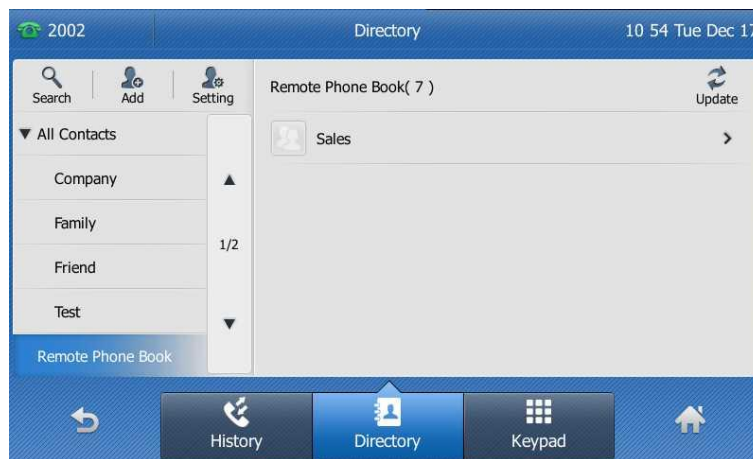 2002
Directory
10 54 Tue Dec 17
Search
Add
Setting
Remote Phone Book( 7 )
Update
All Contacts
Sales
Company
Family
1/2
Friend
Test
Remote Phone Book
History
Directory
Keypad